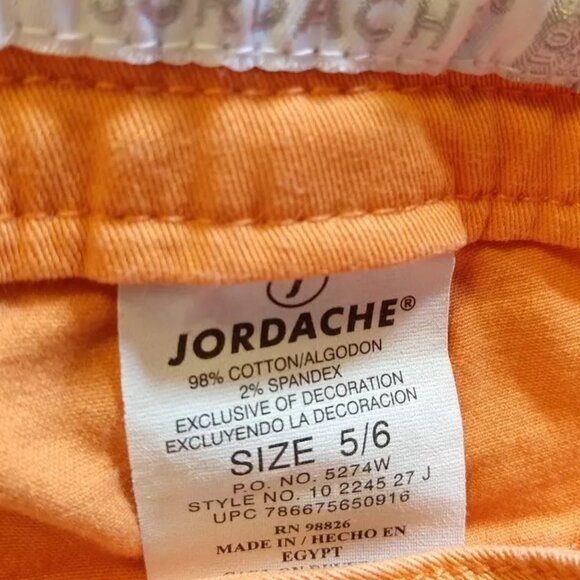 JORDACHE
J
JORDACHE®
98% COTTON/ALGODON
2% SPANDEX
EXCLUSIVE OF DECORATION
EXCLUYENDO LA DECORACION
SIZE 5/6
P.O. NO. 5274W
STYLE NO. 10 2245 27 J
UPC 786675650916
RN 98826
MADE IN / HECHO EN
EGYPT